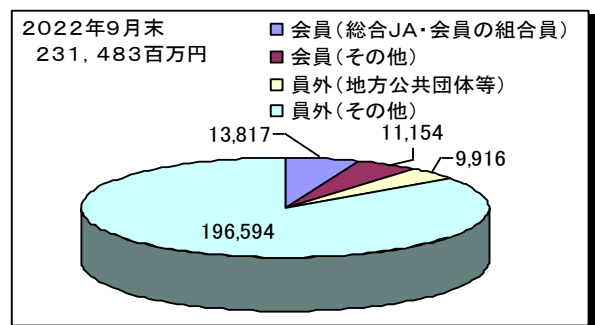 2022年9月末
231,483百万円
会員(総合JA・会員の組合員)
会員(その他)
員外(地方公共団体等)
員外(その他)
13,817
11,154
9,916
196,594